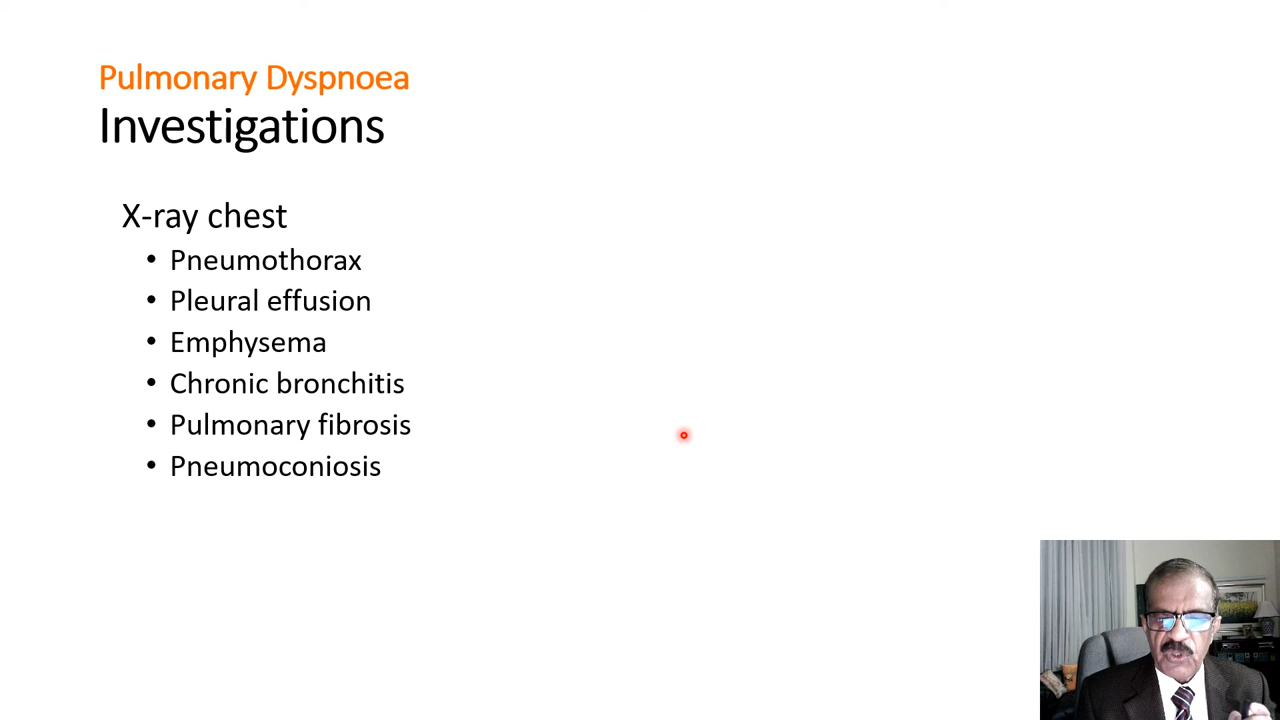 Pulmonary Dyspnoea
Investigations
X-ray chest
• Pneumothorax
• Pleural effusion
• Emphysema
• Chronic bronchitis
• Pulmonary fibrosis
• Pneumoconiosis